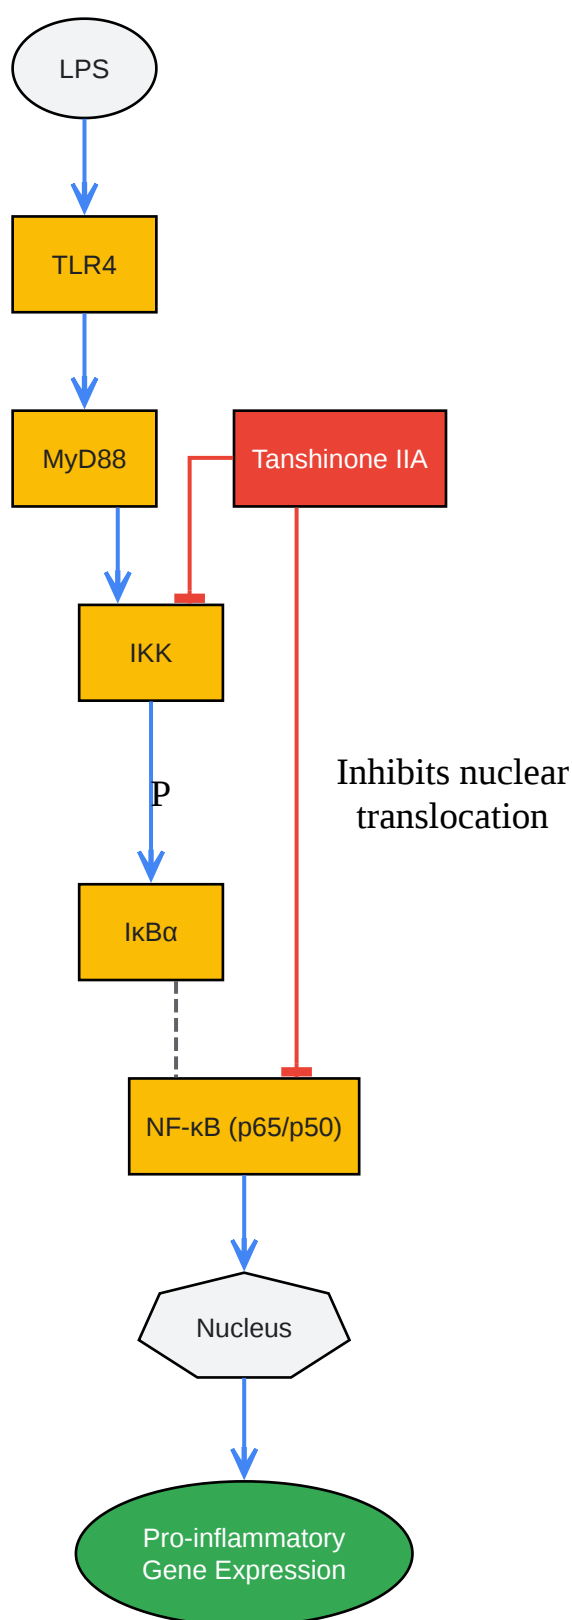 LPS
TLR4
MyD88
Tanshinone IIA
IKK
Inhibits nuclear
translocation
P
IκBα
NF-κB (p65/p50)
Nucleus
Pro-inflammatory
Gene Expression